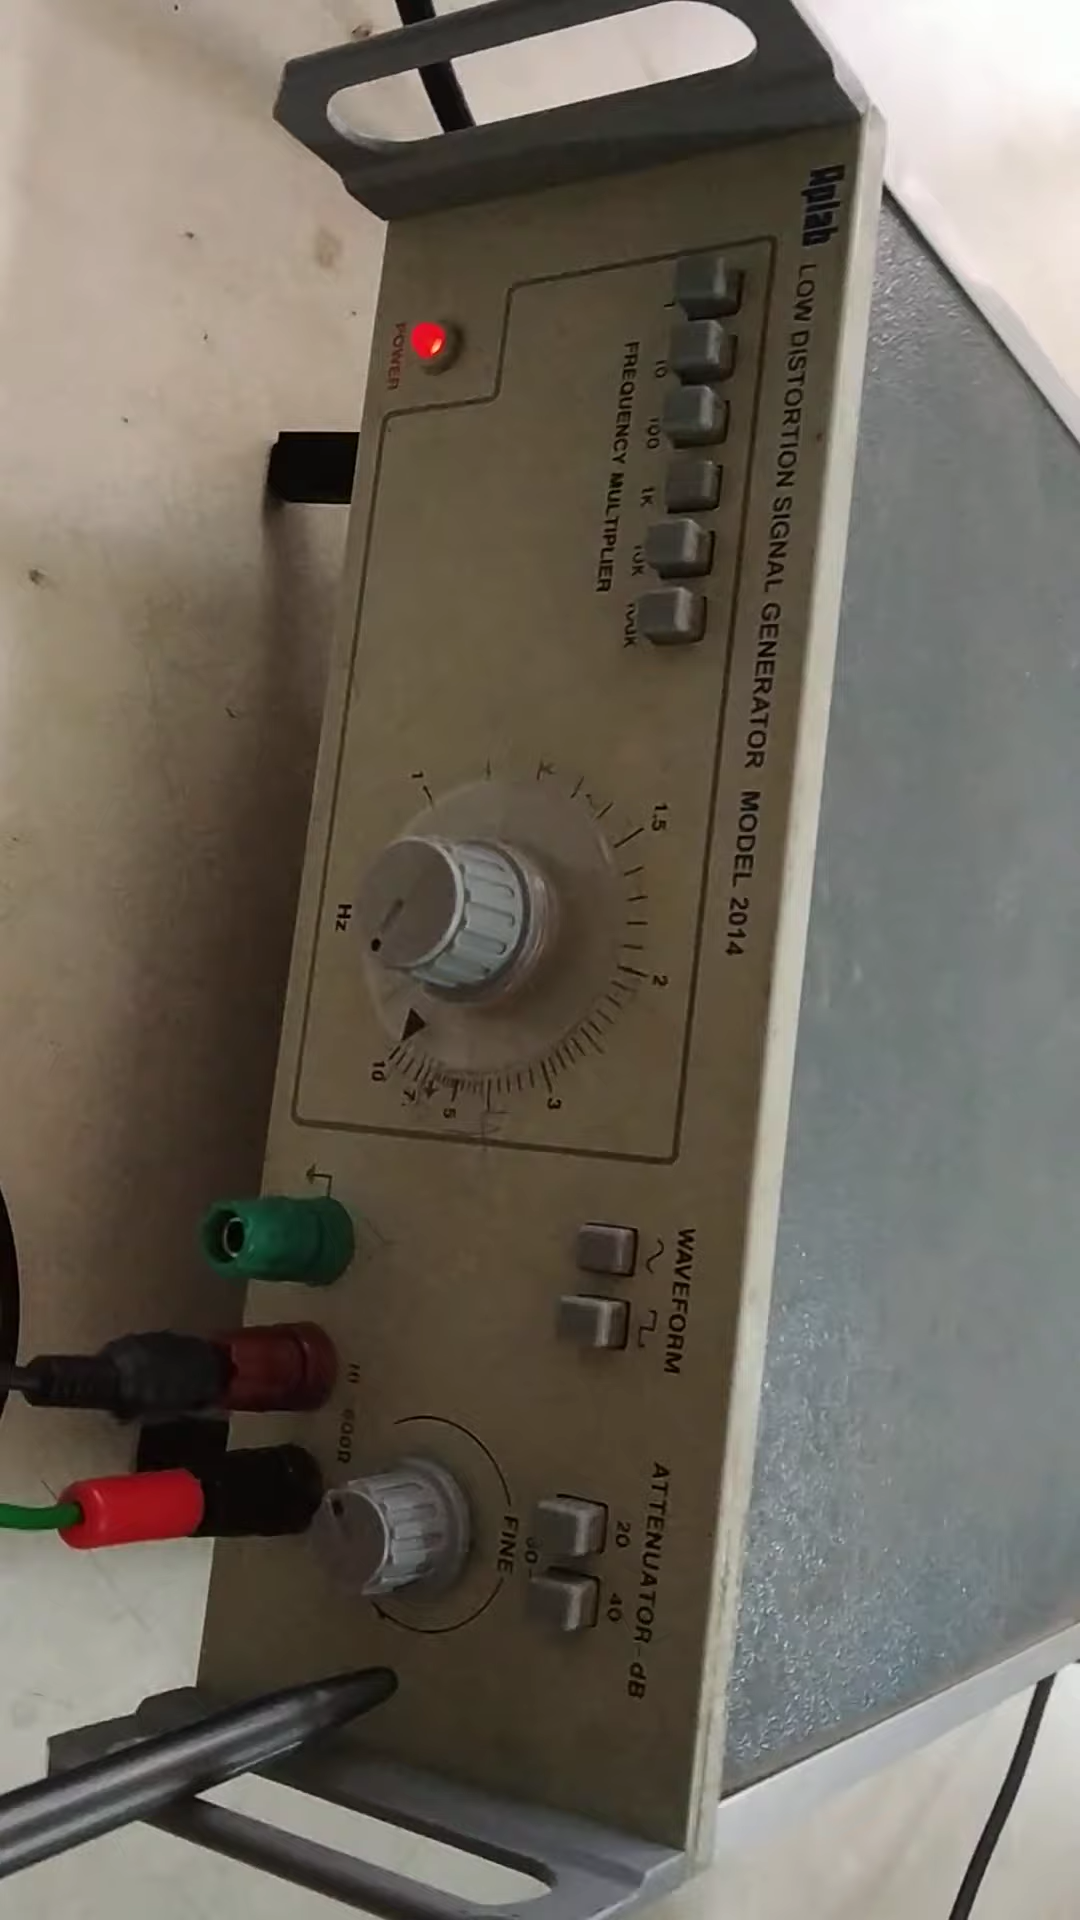 Aplab LOW DISTORTION SIGNAL GENERATOR MODEL 2014
1 10 100 1K 10K 100K
FREQUENCY MULTIPLIER
POWER
1 1.5 2 3 5 7 10
Hz
WAVEFORM
ATTENUATOR-dB
20 40
60
FINE
600Ω